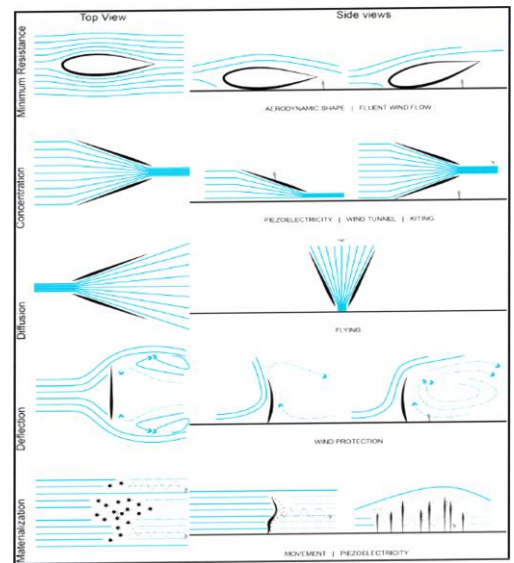 Top View
Side views
Minimum Resistance
AERODYNAMIC SHAPE | FLUENT WIND FLOW
Concentration
PIEZOELECTRICITY | WIND TUNNEL | KITING
Diffusion
FLYING
Deflection
WIND PROTECTION
Materialization
MOVEMENT | PIEZOELECTRICITY